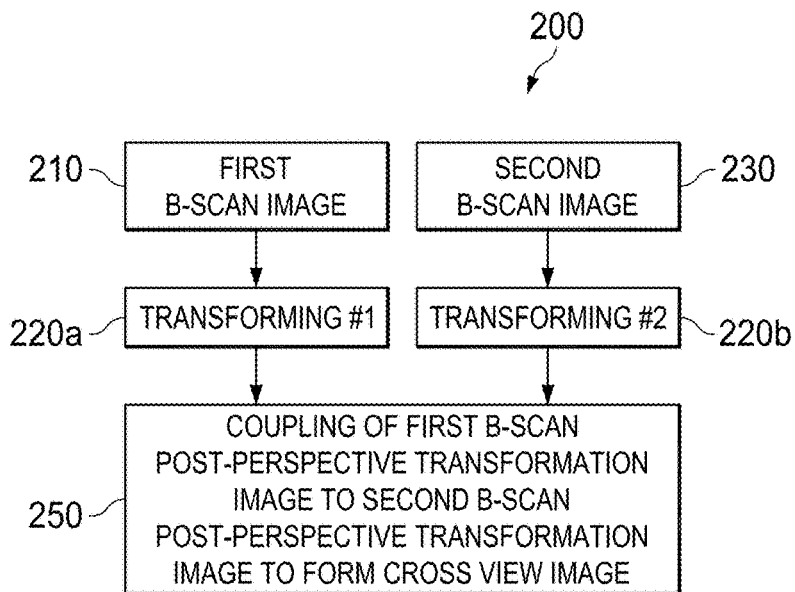 200
210
FIRST
B-SCAN IMAGE
SECOND
B-SCAN IMAGE
230
220a
TRANSFORMING #1
TRANSFORMING #2
220b
250
COUPLING OF FIRST B-SCAN
POST-PERSPECTIVE TRANSFORMATION
IMAGE TO SECOND B-SCAN
POST-PERSPECTIVE TRANSFORMATION
IMAGE TO FORM CROSS VIEW IMAGE